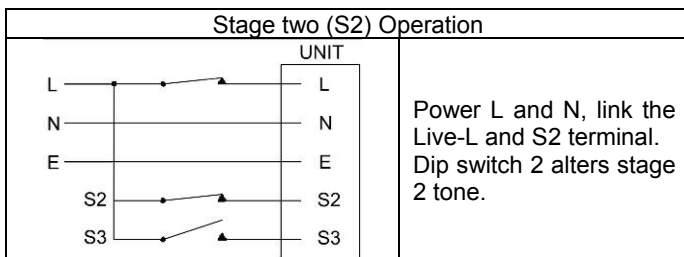 Stage two (S2) Operation
UNIT
L L
N N
E E
S2 S2
S3 S3
Power L and N, link the
Live-L and S2 terminal.
Dip switch 2 alters stage
2 tone.